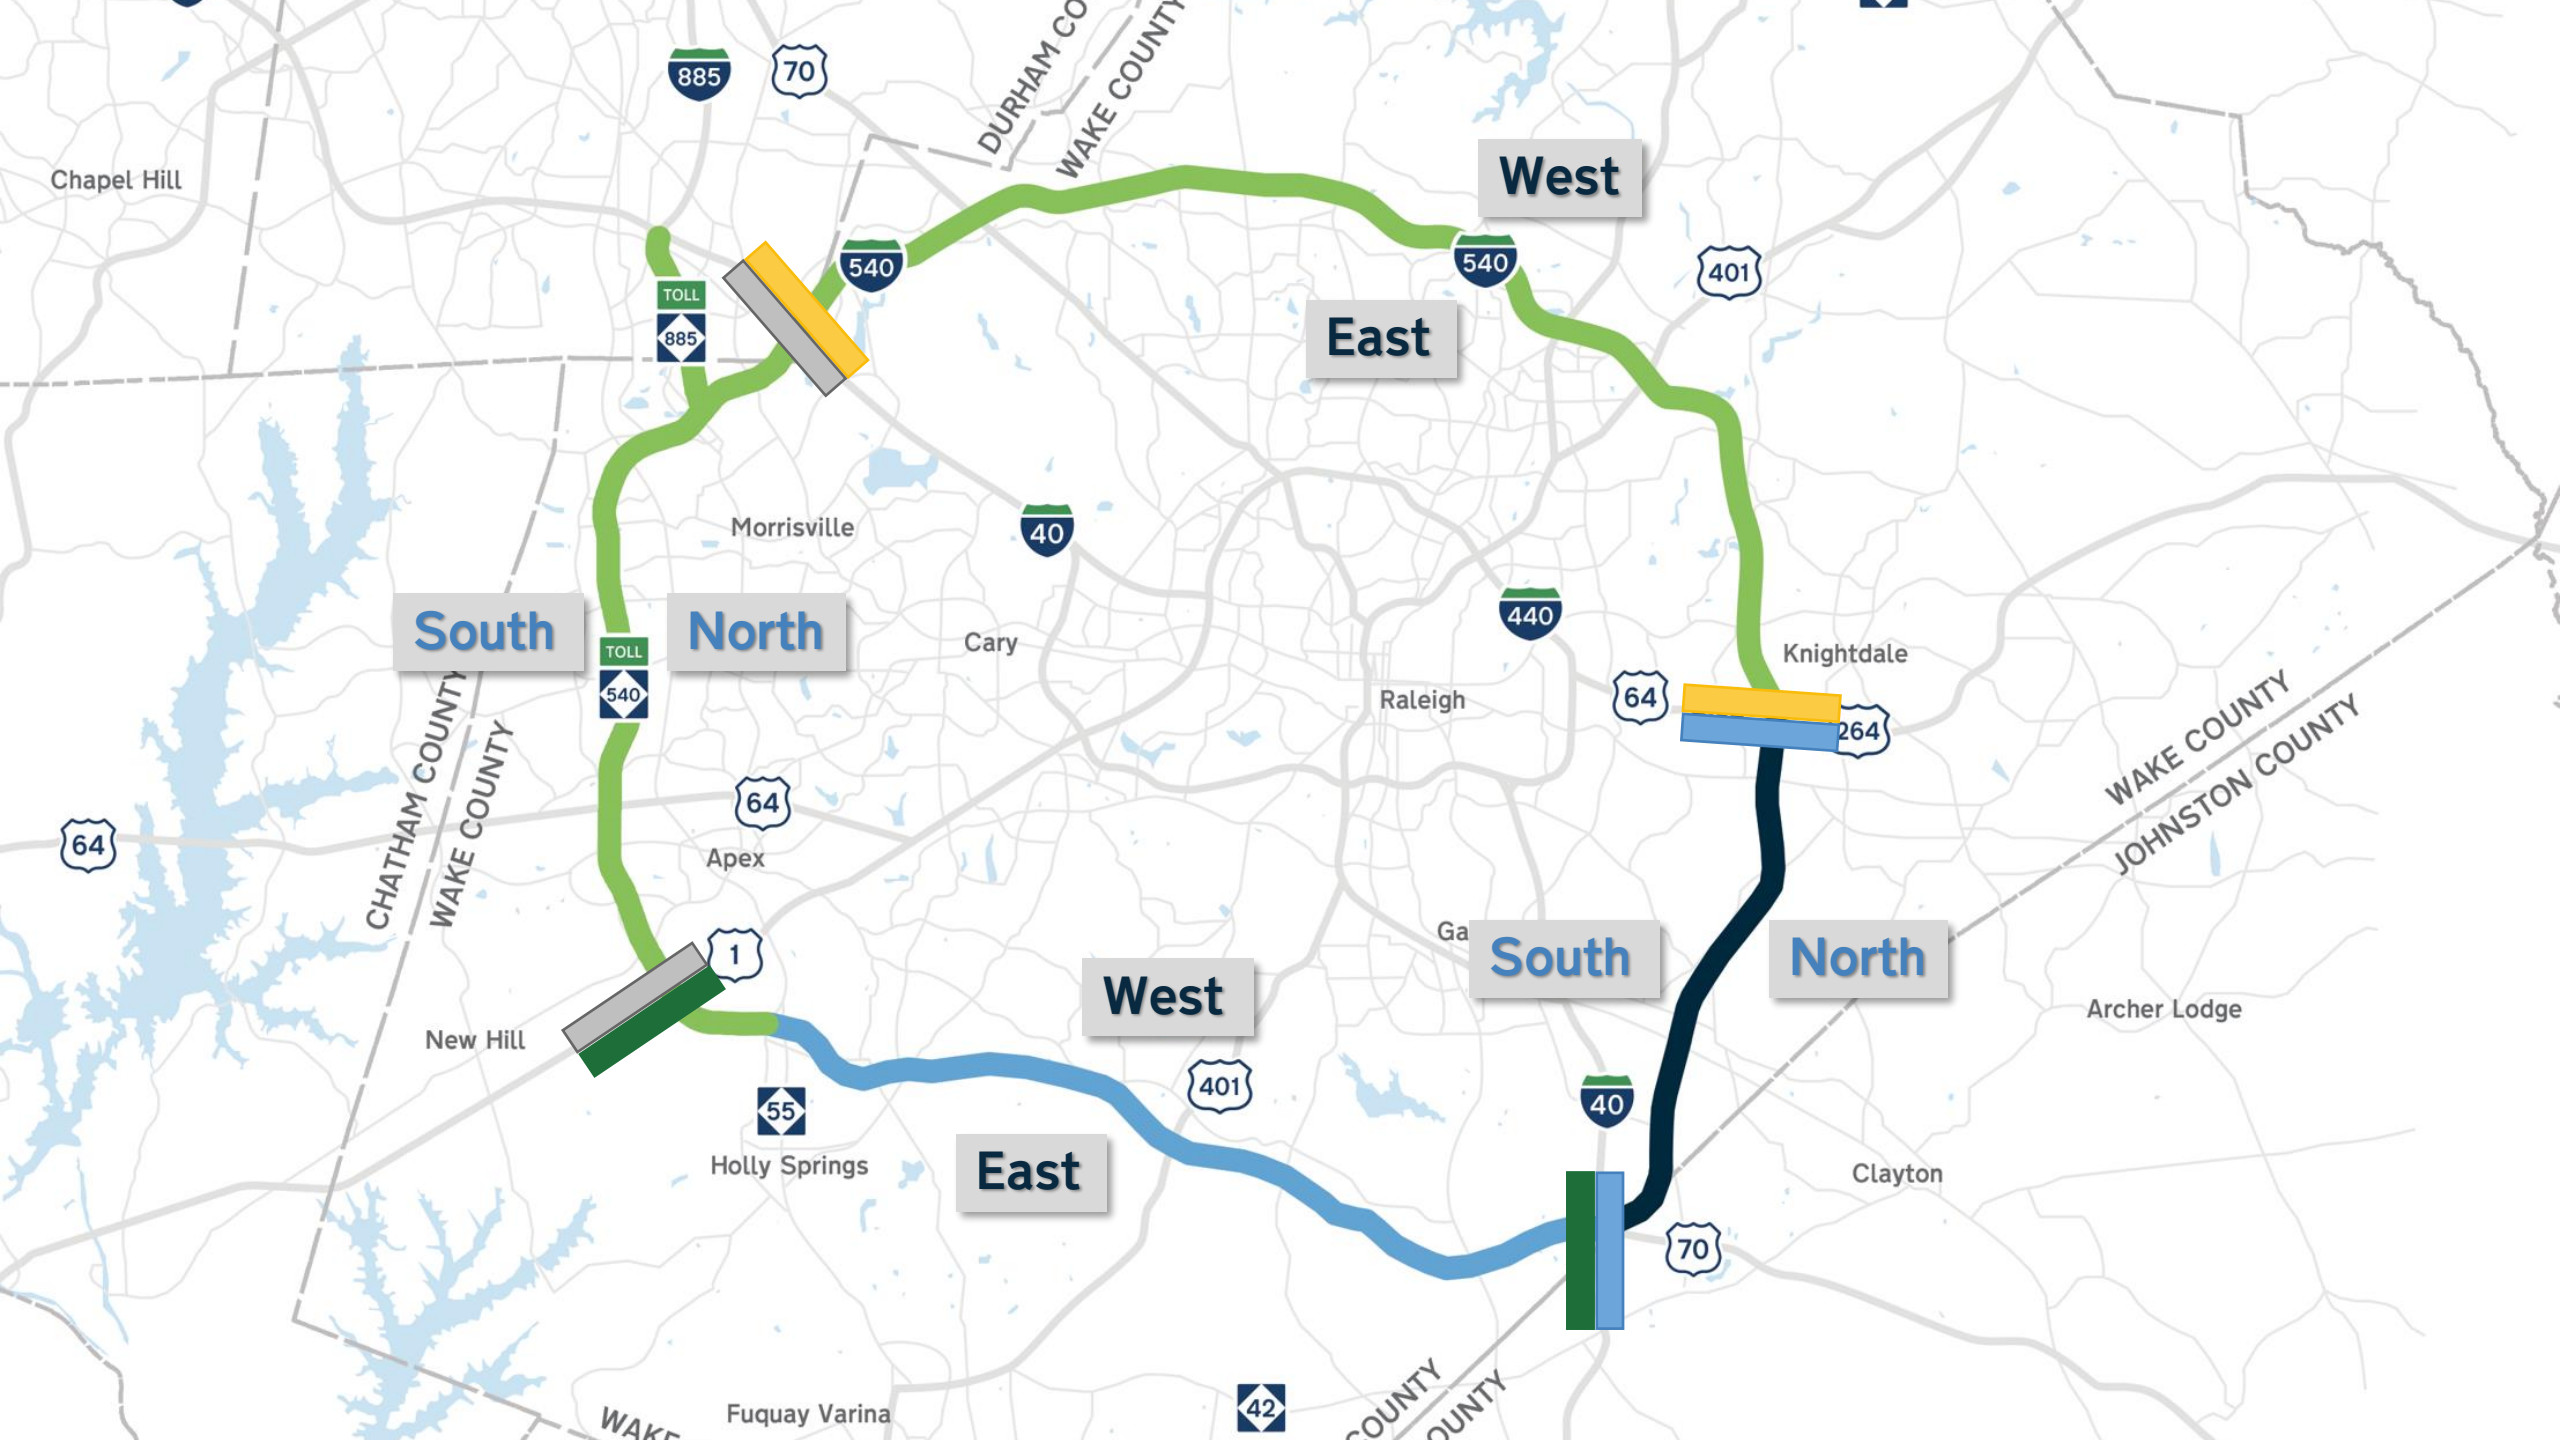 885
70
DURHAM CO
WAKE COUNTY
Chapel Hill
West
540
540
401
TOLL
885
East
Morrisville
40
440
South
North
TOLL
540
Cary
Knightdale
Raleigh
64
264
CHATHAM COUNTY
WAKE COUNTY
WAKE COUNTY
JOHNSTON COUNTY
64
64
Apex
1
South
North
West
Archer Lodge
New Hill
401
40
55
East
Holly Springs
Clayton
70
Fuquay Varina
42
WAKE
COUNTY
OUNTY